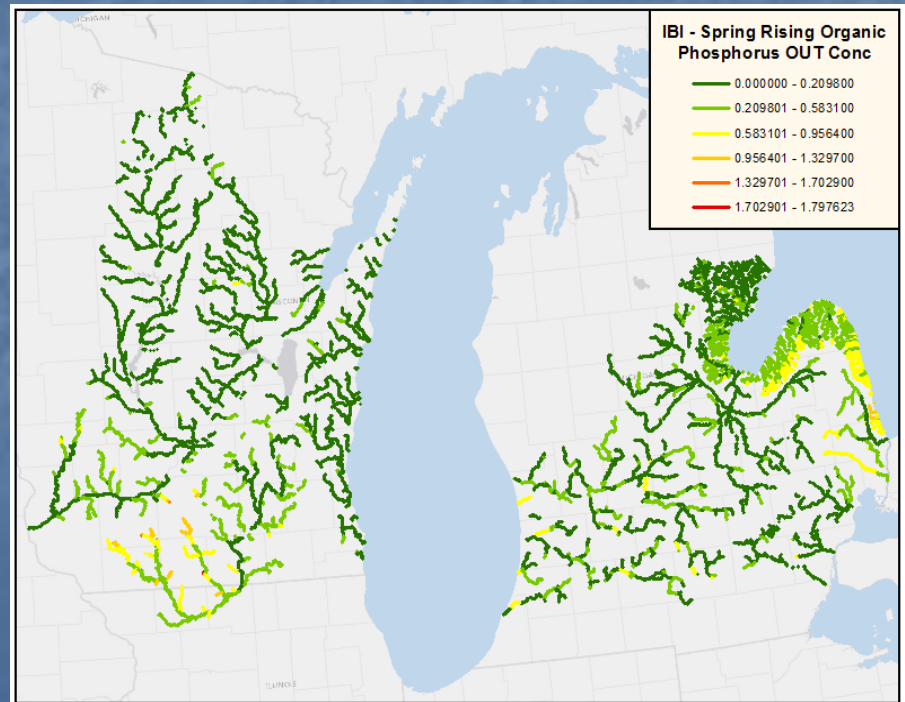 MICHIGAN
IBI - Spring Rising Organic
Phosphorus OUT Conc
0.000000 - 0.209800
0.209801 - 0.583100
0.583101 - 0.956400
0.956401 - 1.329700
1.329701 - 1.702900
1.702901 - 1.797623
ILLINOIS